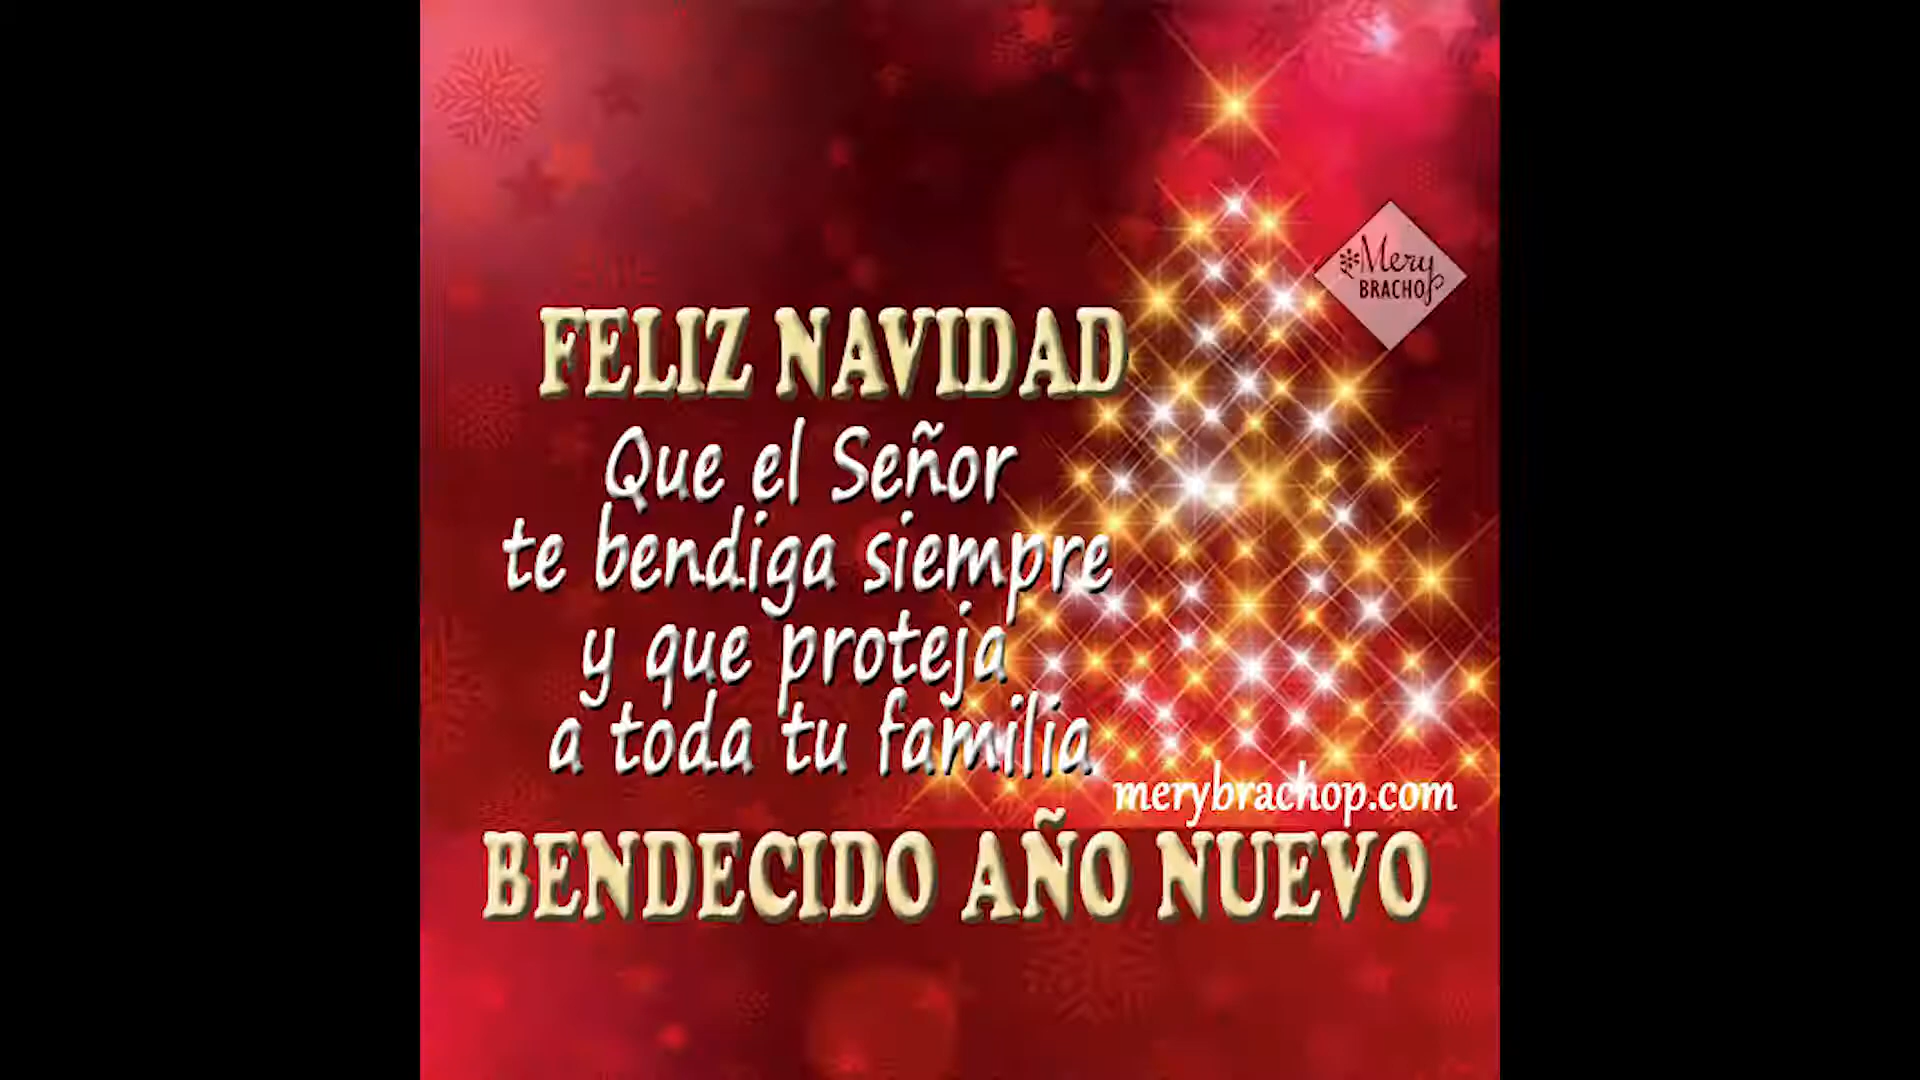 Mery
BRACHO
FELIZ NAVIDAD
Que el Señor
te bendiga siempre
y que proteja
a toda tu familia
merybrachop.com
BENDECIDO AÑO NUEVO